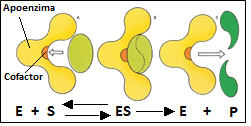 Apoenzima
Cofactor
A
B
C
E + S ES E + P